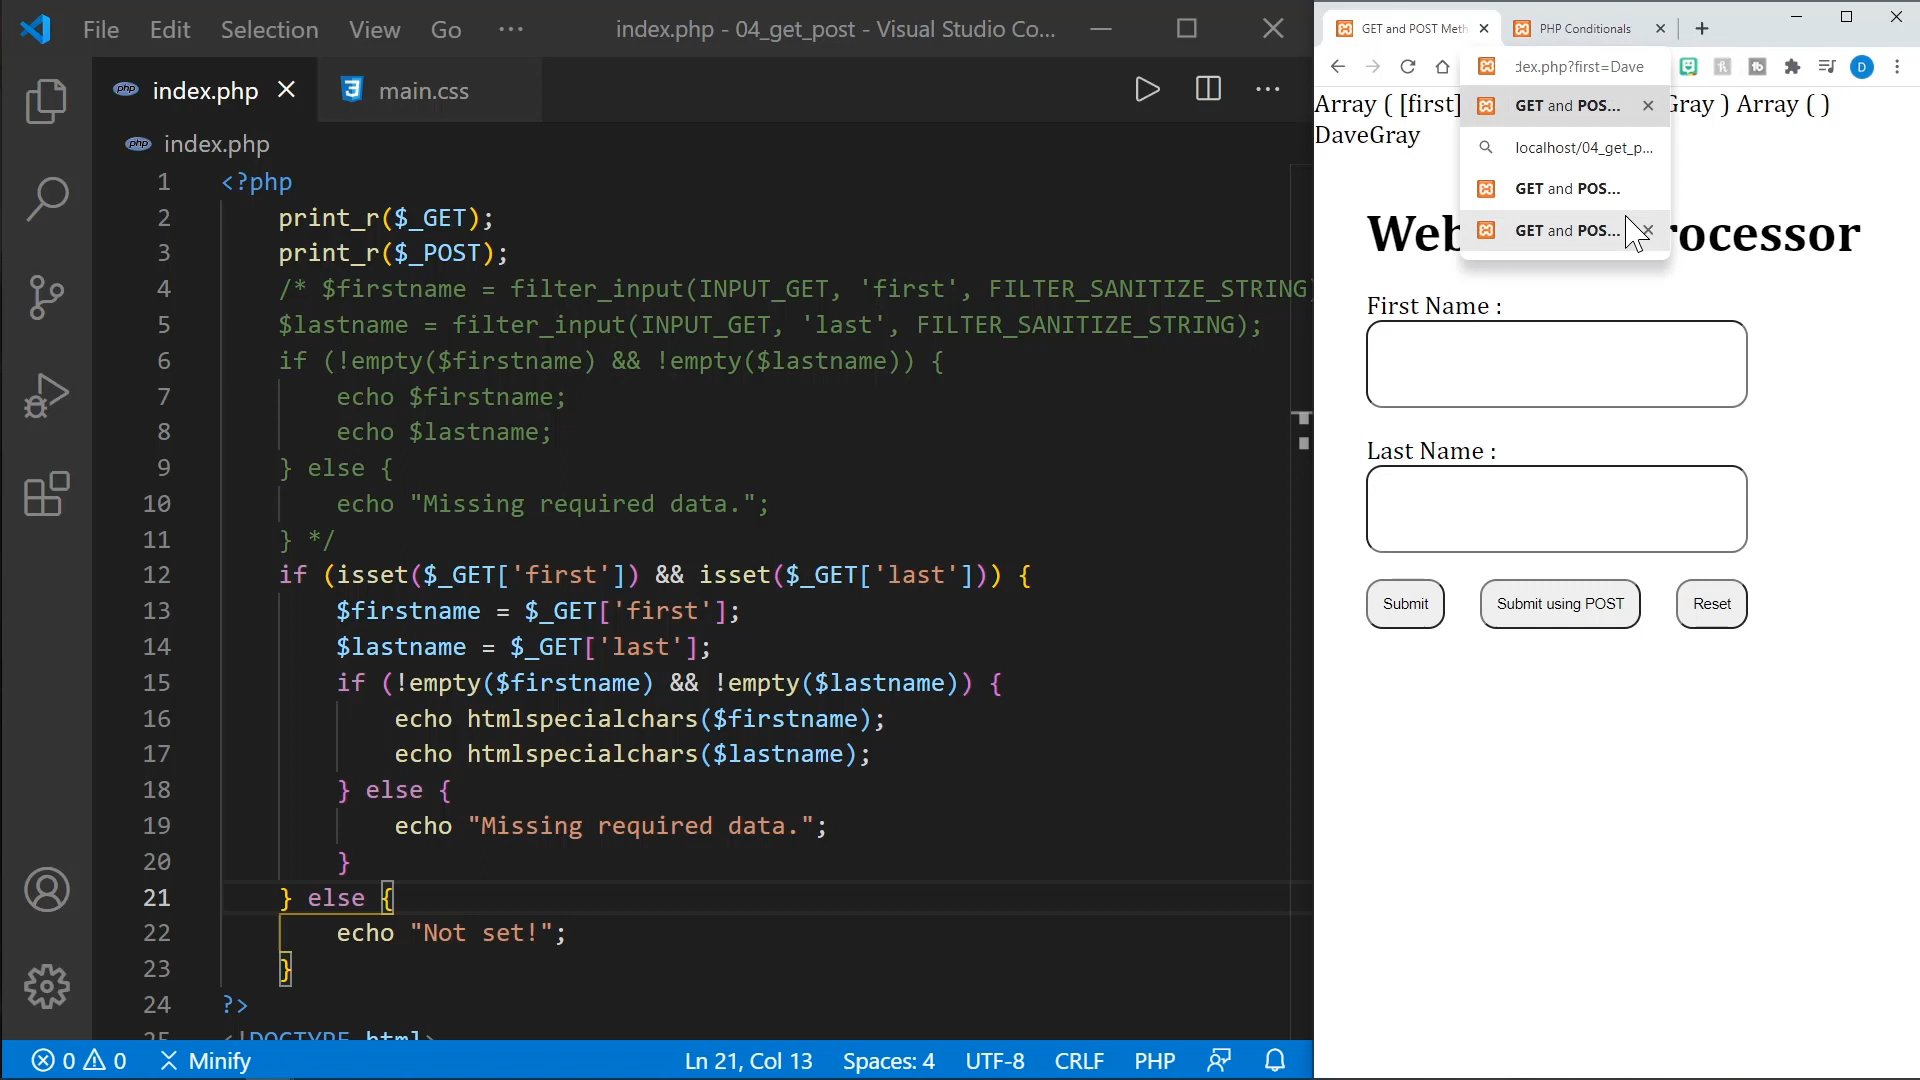 File Edit Selection View Go ··· index.php - 04_get_post - Visual Studio Co...
index.php
main.css
index.php
1 <?php
2 print_r($_GET);
3 print_r($_POST);
4 /* $firstname = filter_input(INPUT_GET, 'first', FILTER_SANITIZE_STRING)
5 $lastname = filter_input(INPUT_GET, 'last', FILTER_SANITIZE_STRING);
6 if (!empty($firstname) && !empty($lastname)) {
7 echo $firstname;
8 echo $lastname;
9 } else {
10 echo "Missing required data.";
11 } */
12 if (isset($_GET['first']) && isset($_GET['last'])) {
13 $firstname = $_GET['first'];
14 $lastname = $_GET['last'];
15 if (!empty($firstname) && !empty($lastname)) {
16 echo htmlspecialchars($firstname);
17 echo htmlspecialchars($lastname);
18 } else {
19 echo "Missing required data.";
20 }
21 } else {
22 echo "Not set!";
23 }
24 ?>
25 <!DOCTYPE html>
0 0 Minify Ln 21, Col 13 Spaces: 4 UTF-8 CRLF PHP
GET and POST Meth PHP Conditionals
dex.php?first=Dave D
Array ( [first] Gray ) Array ( )
DaveGray
GET and POS...
localhost/04_get_p...
GET and POS...
GET and POS...
Web rocessor
First Name :
Last Name :
Submit Submit using POST Reset